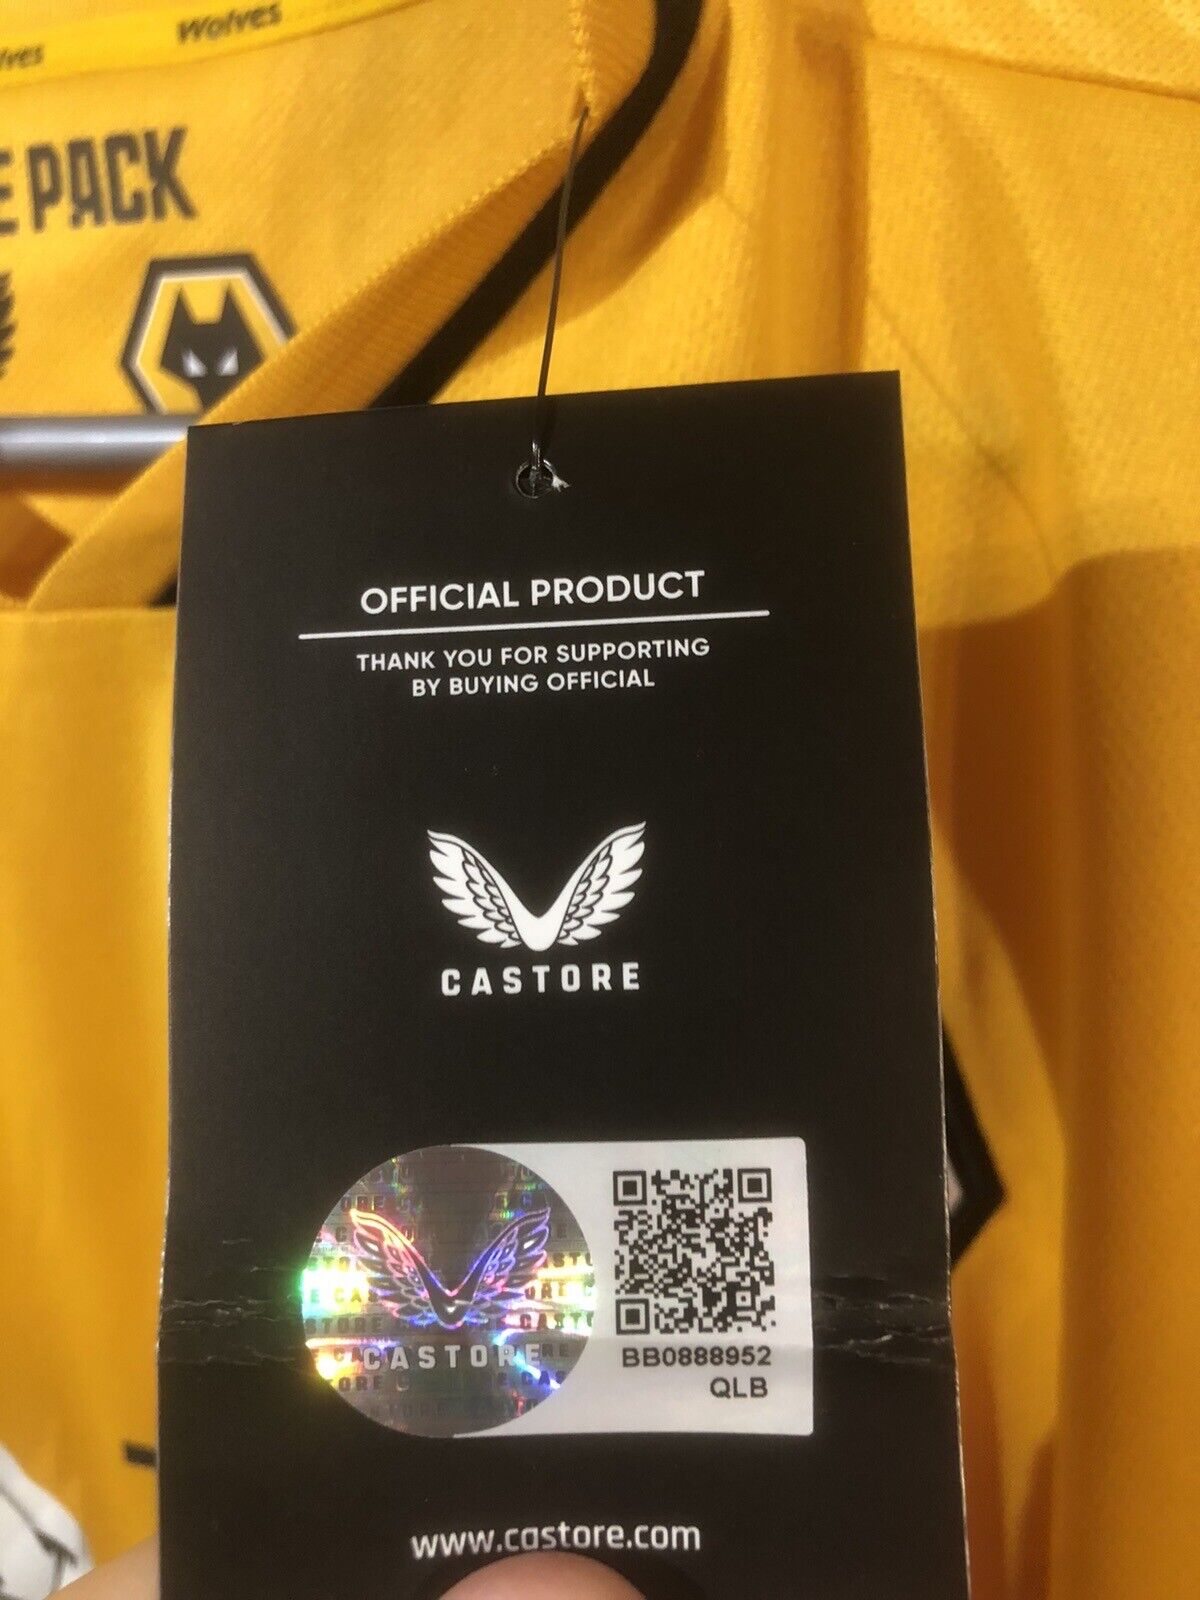 Wolves
PACK
OFFICIAL PRODUCT
THANK YOU FOR SUPPORTING
BY BUYING OFFICIAL
CASTORE
CASTORE
BB0888952
QLB
www.castore.com